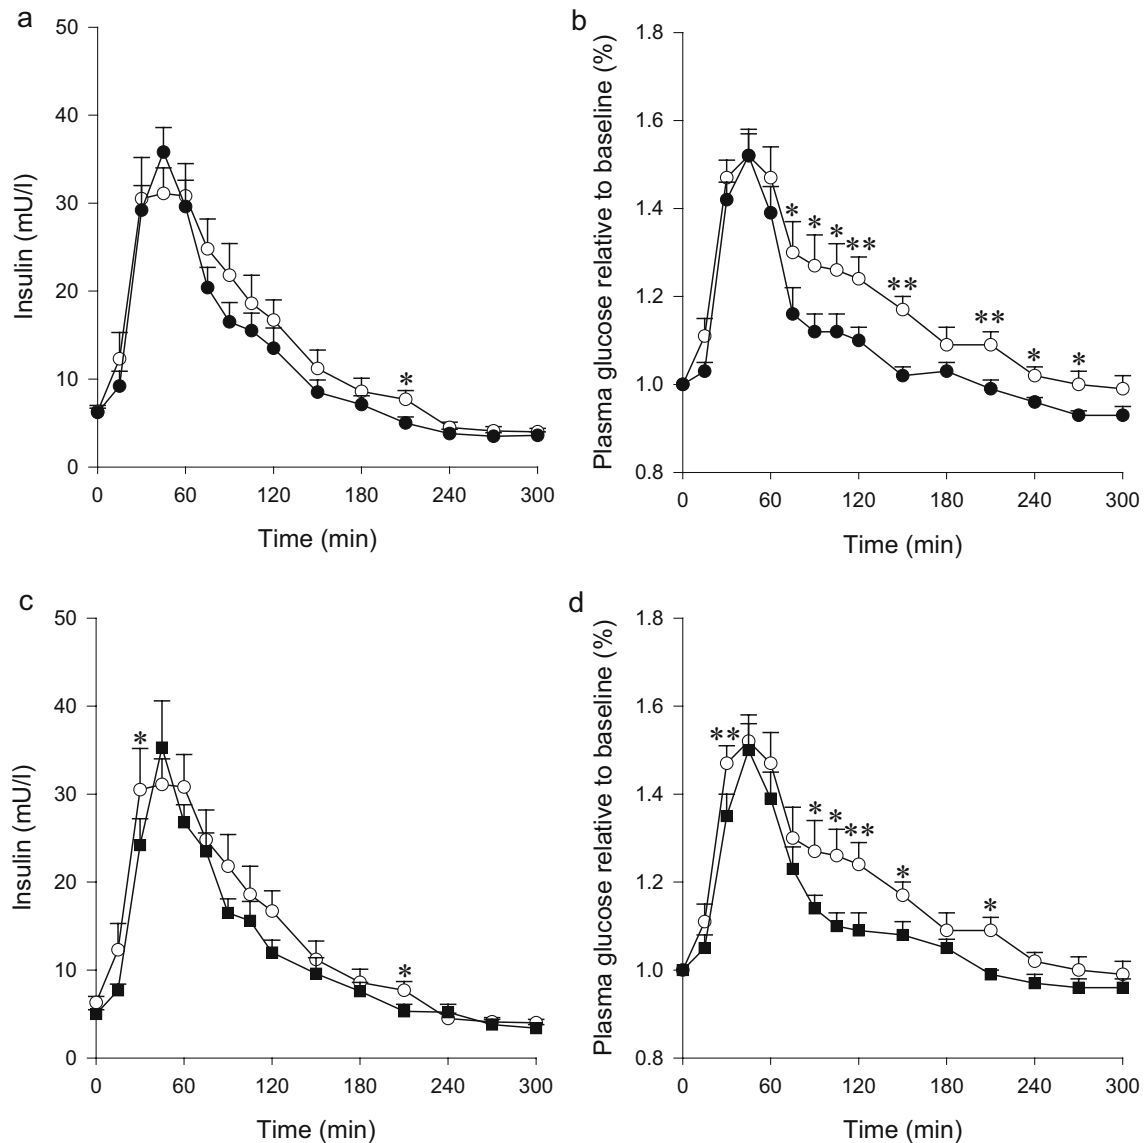 a
50
40
30
20
10
0
Insulin (mU/l)
*
0 60 120 180 240 300
Time (min)
b
1.8
1.6
1.4
1.2
1.0
0.8
Plasma glucose relative to baseline (%)
* * * ** ** ** * *
0 60 120 180 240 300
Time (min)
c
50
40
30
20
10
0
Insulin (mU/l)
* *
0 60 120 180 240 300
Time (min)
d
1.8
1.6
1.4
1.2
1.0
0.8
Plasma glucose relative to baseline (%)
** * * ** * *
0 60 120 180 240 300
Time (min)